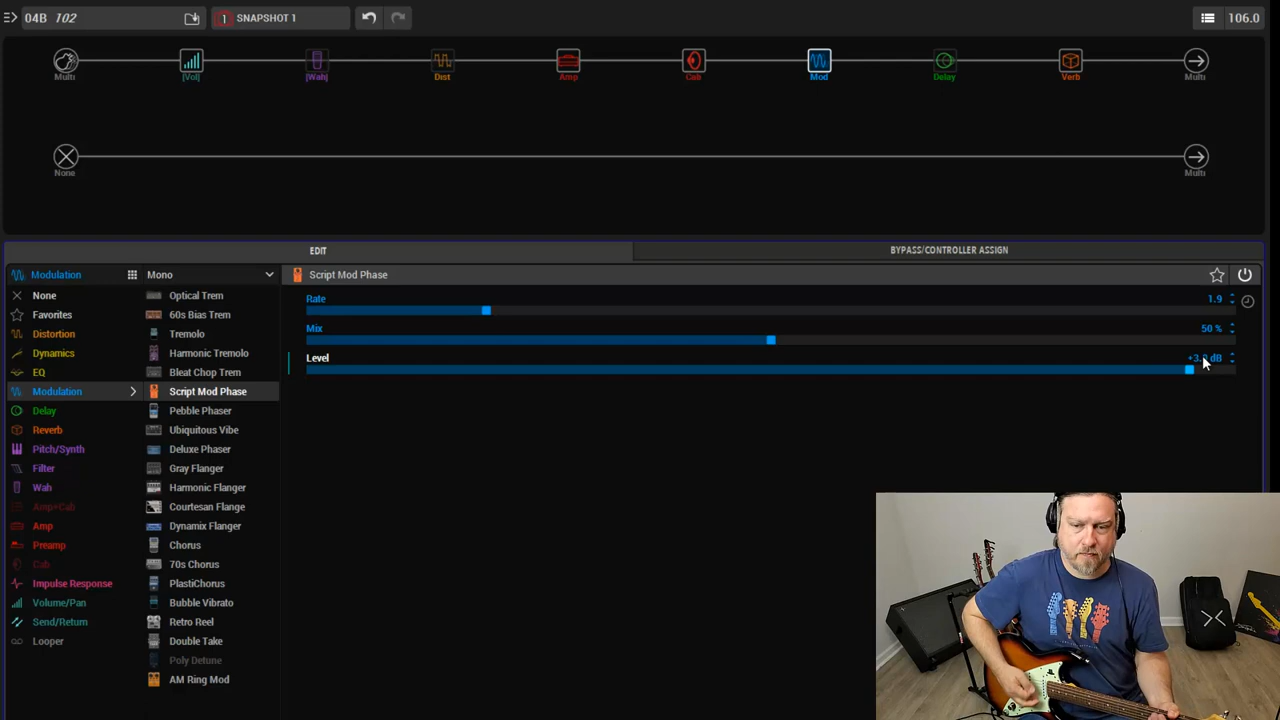 04B 102
1 SNAPSHOT 1
106.0
Multi [Vol] [Wah] Dist Amp Cab Mod Delay Verb Multi
None Multi
EDIT BYPASS/CONTROLLER ASSIGN
Modulation Mono Script Mod Phase
None
Favorites
Distortion
Dynamics
EQ
Modulation
Delay
Reverb
Pitch/Synth
Filter
Wah
Amp+Cab
Amp
Preamp
Cab
Impulse Response
Volume/Pan
Send/Return
Looper
Optical Trem
60s Bias Trem
Tremolo
Harmonic Tremolo
Bleat Chop Trem
Script Mod Phase
Pebble Phaser
Ubiquitous Vibe
Deluxe Phaser
Gray Flanger
Harmonic Flanger
Courtesan Flange
Dynamix Flanger
Chorus
70s Chorus
PlastiChorus
Bubble Vibrato
Retro Reel
Double Take
Poly Detune
AM Ring Mod
Rate 1.9
Mix 50 %
Level dB